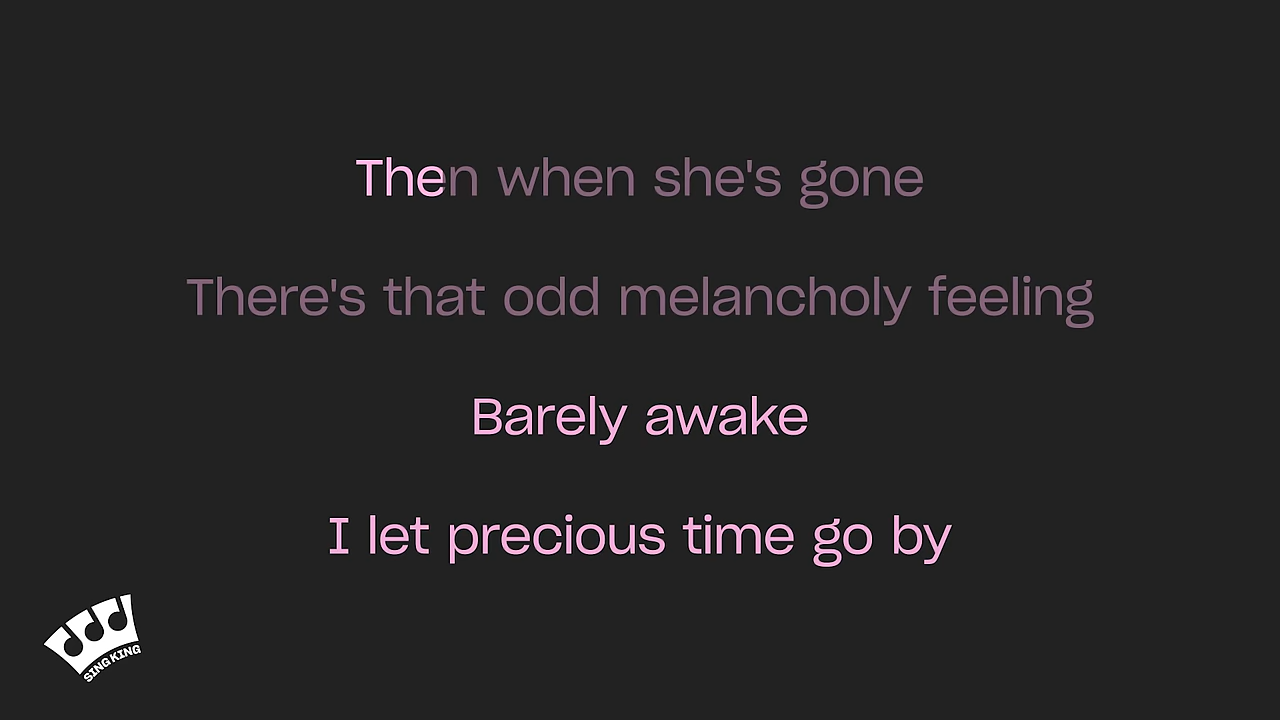 Then when she's gone
There's that odd melancholy feeling
Barely awake
I let precious time go by
SING KING